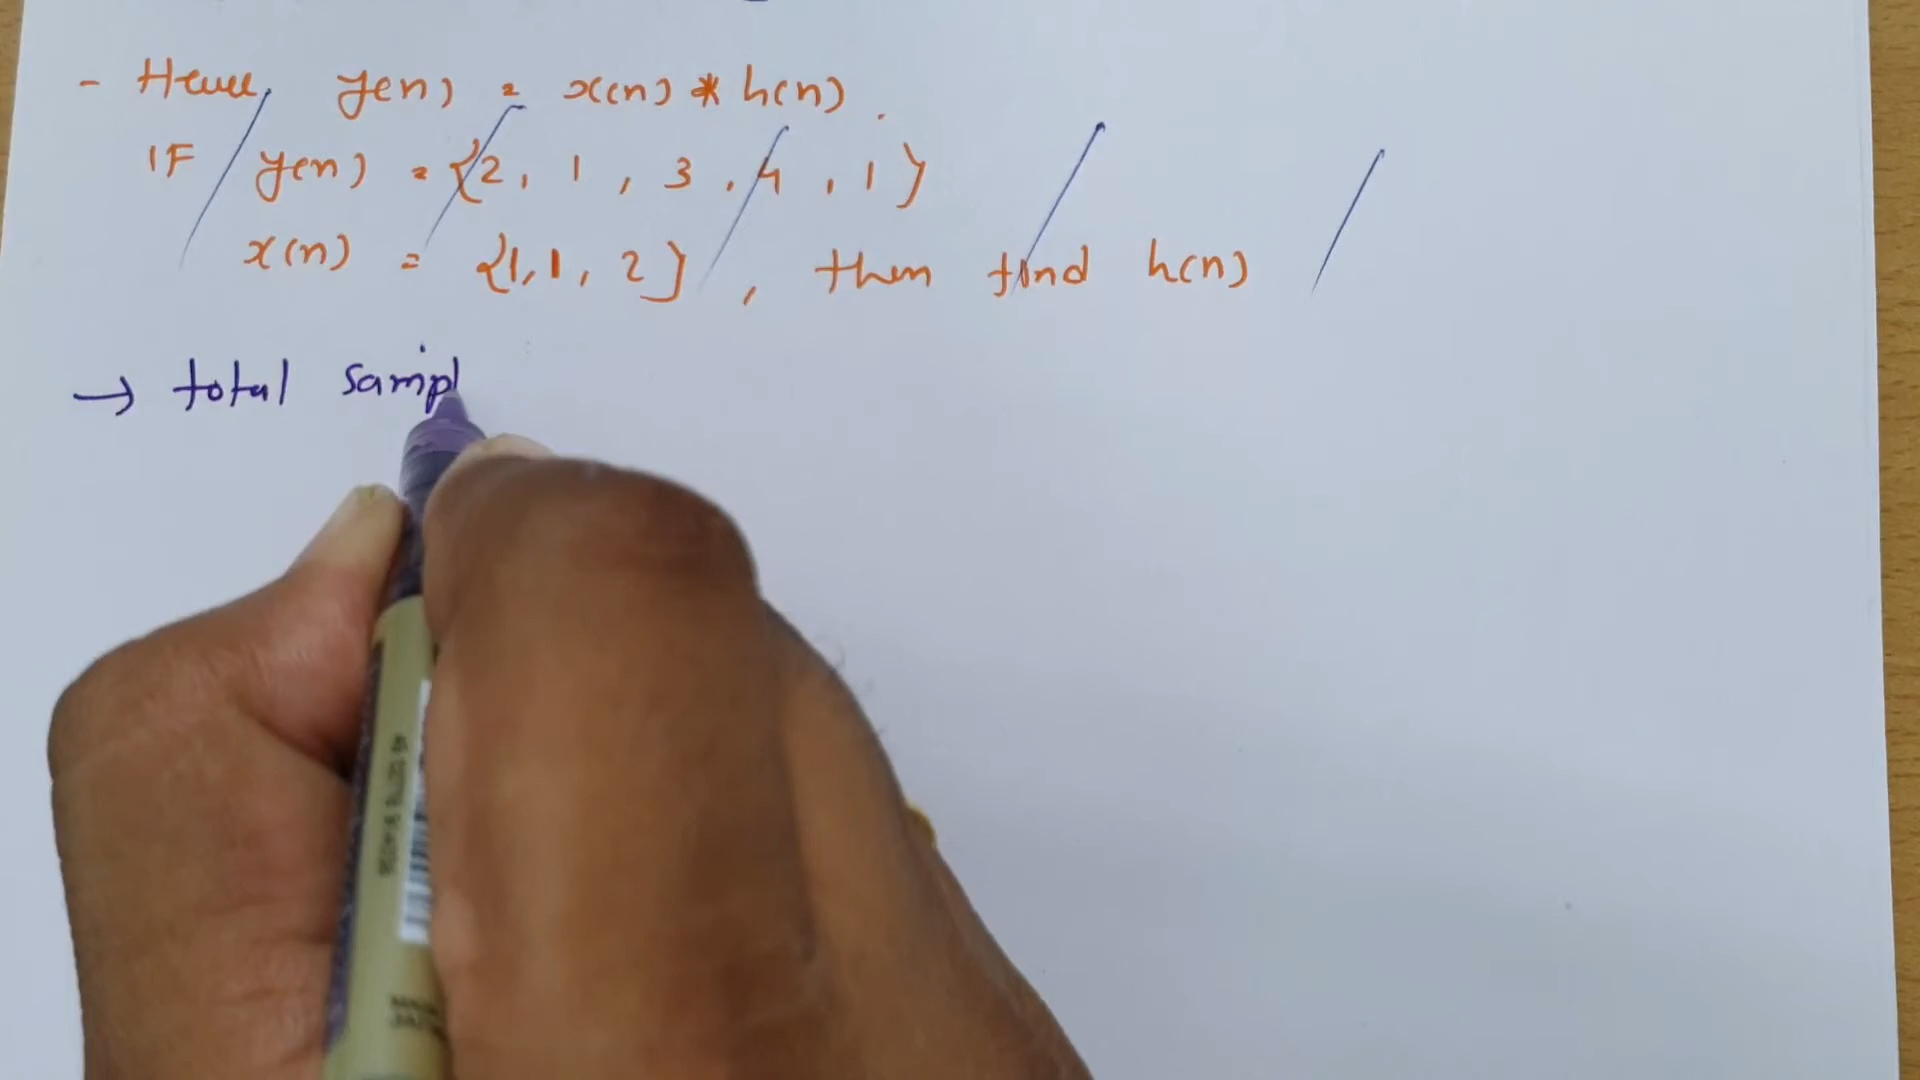 - Here, y(n) = x(n) * h(n).
IF y(n) = {2, 1, 3, 4, 1}
x(n) = {1, 1, 2}, then find h(n)
→ total sampl